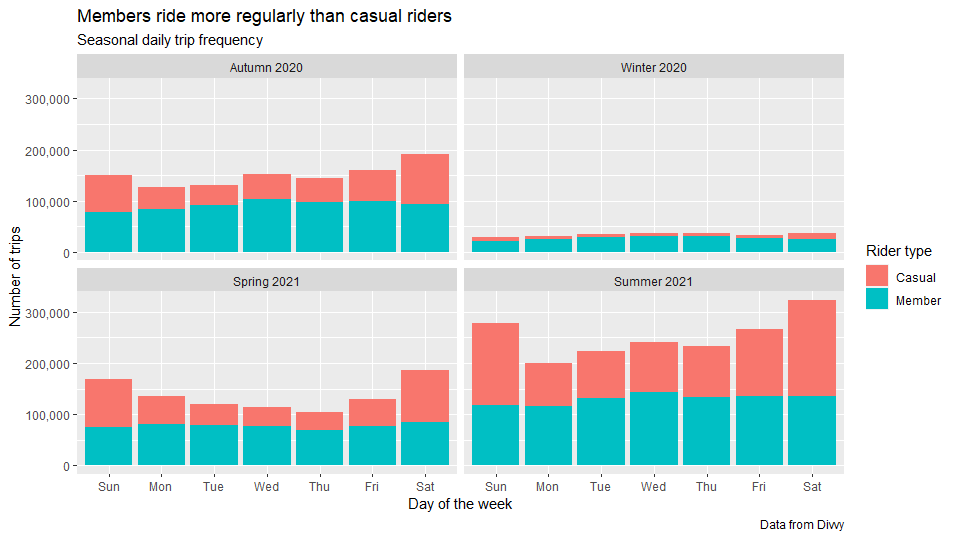 Members ride more regularly than casual riders
Seasonal daily trip frequency
Autumn 2020
Winter 2020
300,000
200,000
100,000
0
Spring 2021
Summer 2021
300,000
200,000
100,000
0
Number of trips
Sun Mon Tue Wed Thu Fri Sat
Sun Mon Tue Wed Thu Fri Sat
Day of the week
Rider type
Casual
Member
Data from Divvy